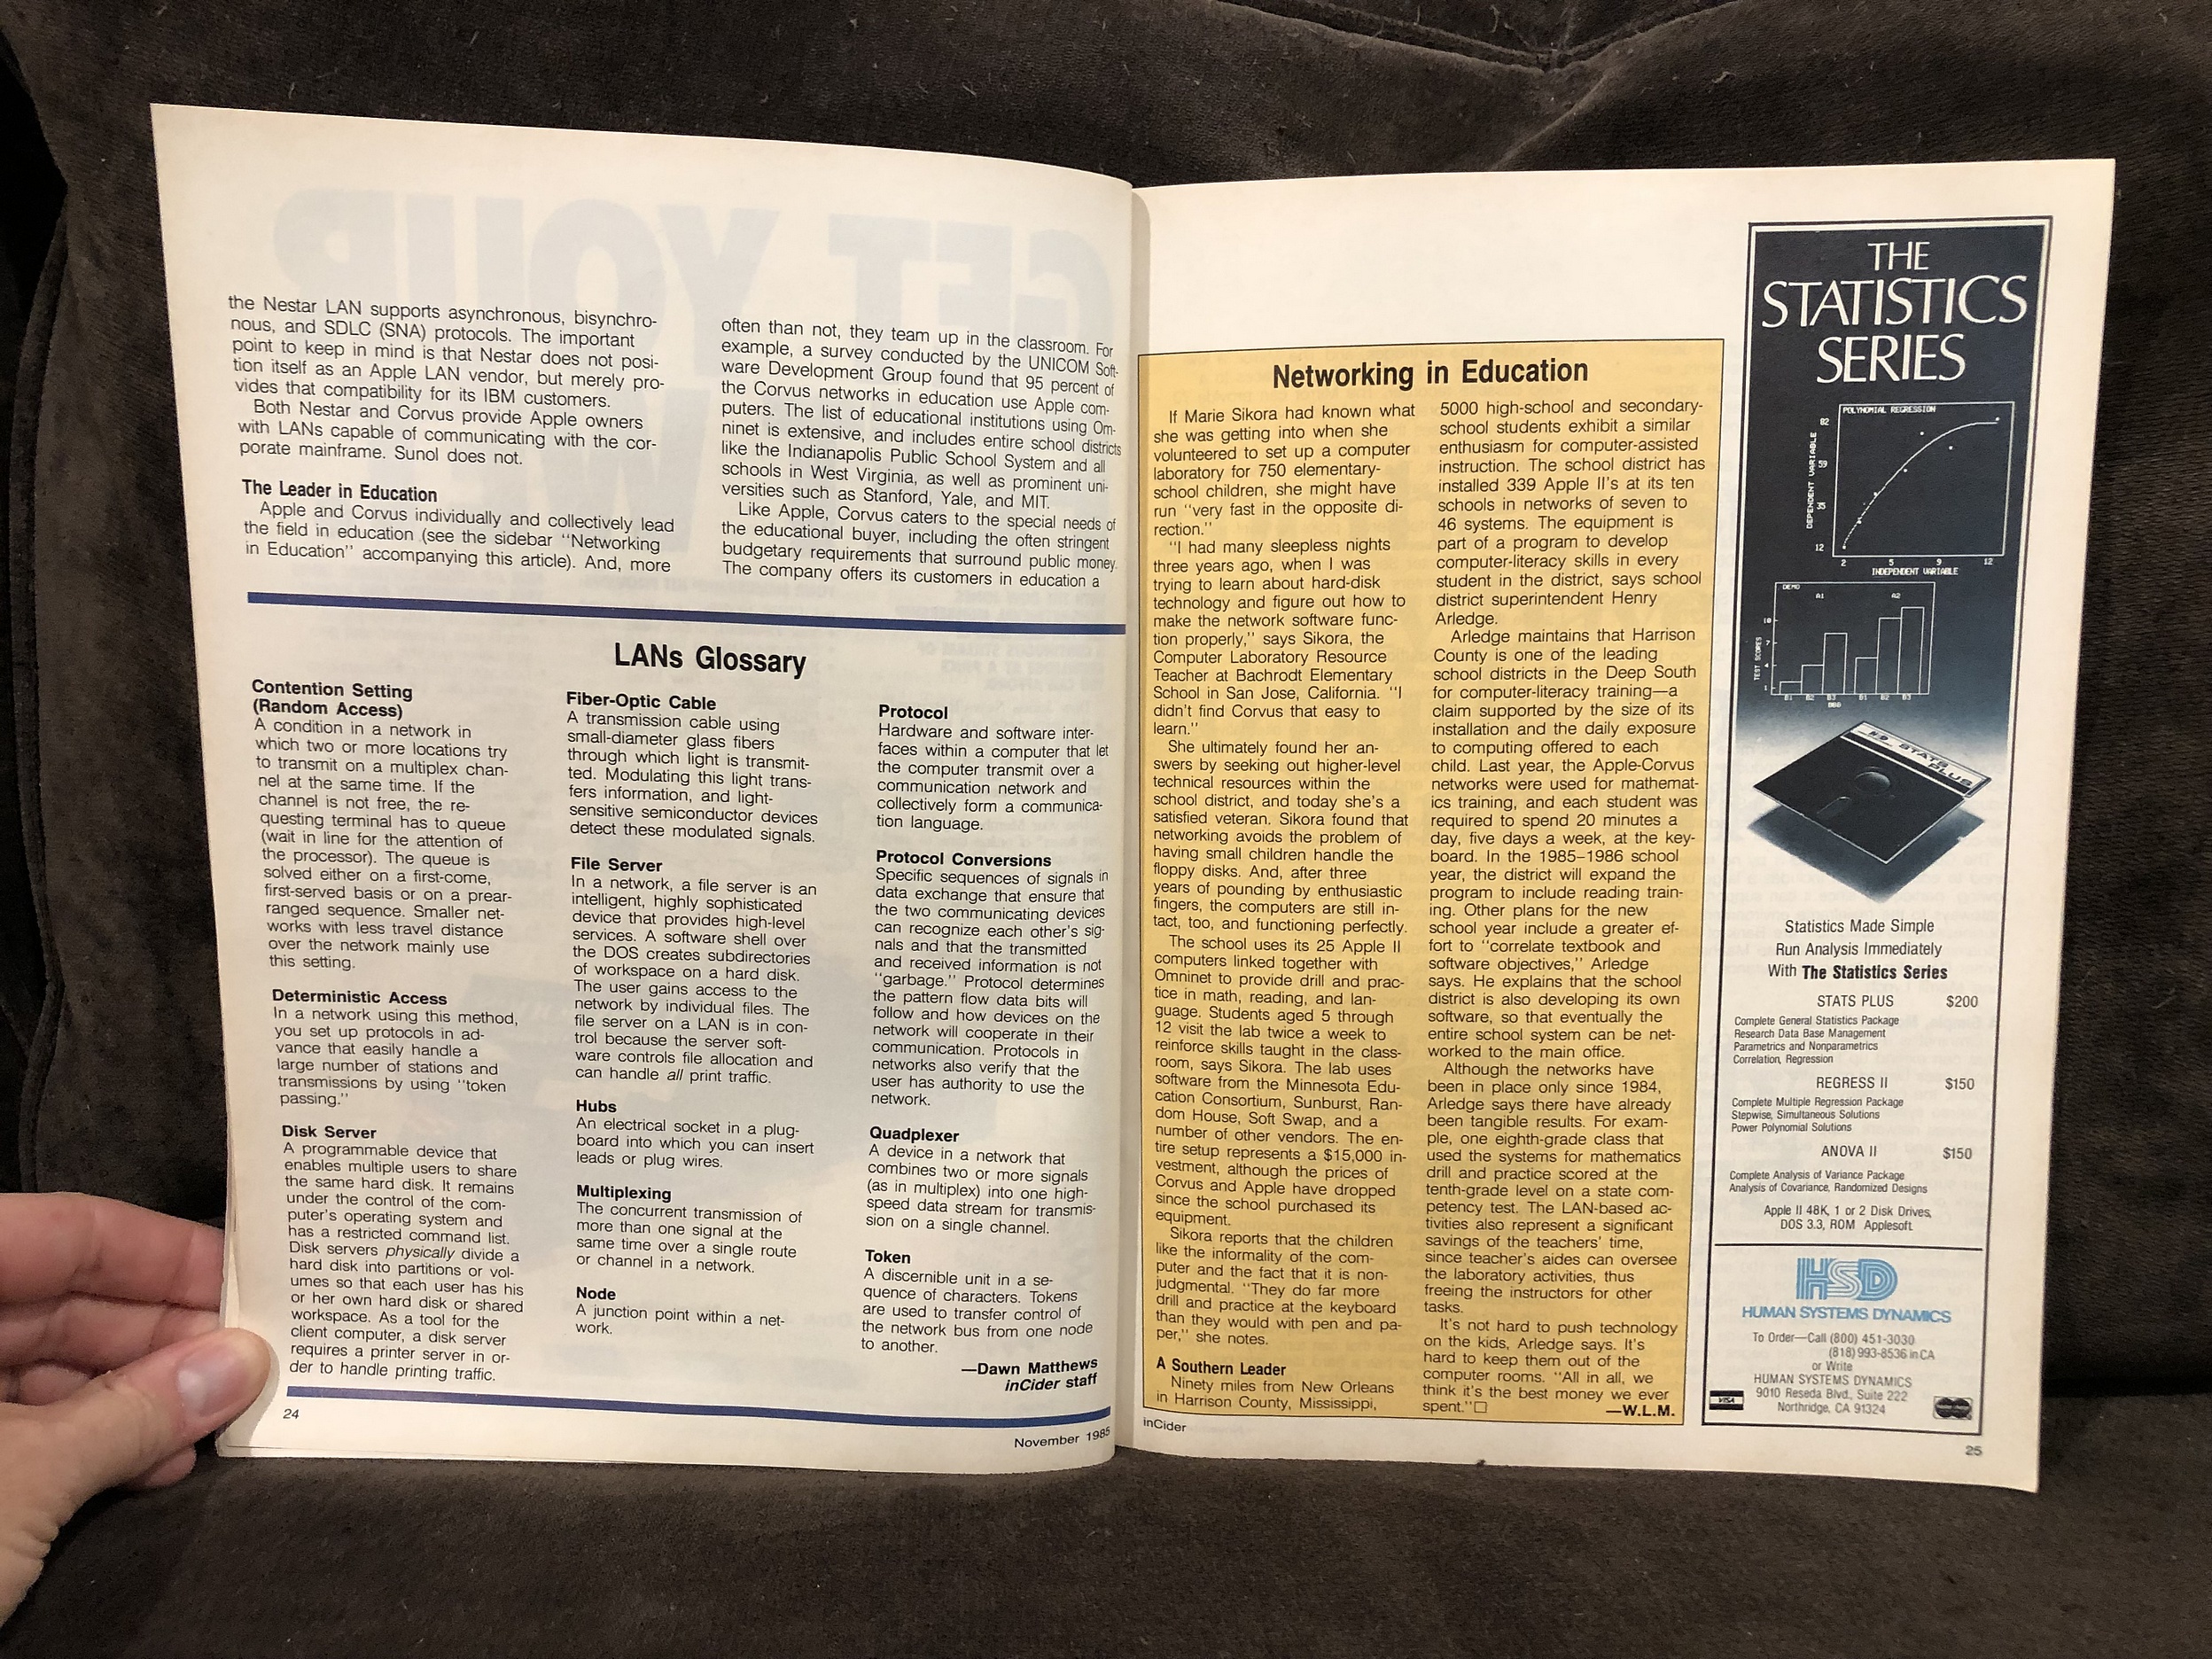 the Nestar LAN supports asynchronous, bisynchro-
nous, and SDLC (SNA) protocols. The important
point to keep in mind is that Nestar does not posi-
tion itself as an Apple LAN vendor, but merely pro-
vides that compatibility for its IBM customers.
Both Nestar and Corvus provide Apple owners
with LANs capable of communicating with the cor-
porate mainframe. Sunol does not.
The Leader in Education
Apple and Corvus individually and collectively lead
the field in education (see the sidebar "Networking
in Education" accompanying this article). And, more
often than not, they team up in the classroom. For
example, a survey conducted by the UNICOM Soft-
ware Development Group found that 95 percent of
the Corvus networks in education use Apple com-
puters. The list of educational institutions using Om-
ninet is extensive, and includes entire school districts
like the Indianapolis Public School System and all
schools in West Virginia, as well as prominent uni-
versities such as Stanford, Yale, and MIT.
Like Apple, Corvus caters to the special needs of
the educational buyer, including the often stringent
budgetary requirements that surround public money.
The company offers its customers in education a
LANs Glossary
Contention Setting
(Random Access)
A condition in a network in
which two or more locations try
to transmit on a multiplex chan-
nel at the same time. If the
channel is not free, the re-
questing terminal has to queue
(wait in line for the attention of
the processor). The queue is
solved either on a first-come,
first-served basis or on a prear-
ranged sequence. Smaller net-
works with less travel distance
over the network mainly use
this setting.
Deterministic Access
In a network using this method,
you set up protocols in ad-
vance that easily handle a
large number of stations and
transmissions by using "token
passing."
Disk Server
A programmable device that
enables multiple users to share
the same hard disk. It remains
under the control of the com-
puter's operating system and
has a restricted command list.
Disk servers physically divide a
hard disk into partitions or vol-
umes so that each user has his
or her own hard disk or shared
workspace. As a tool for the
client computer, a disk server
requires a printer server in or-
der to handle printing traffic.
Fiber-Optic Cable
A transmission cable using
small-diameter glass fibers
through which light is transmit-
ted. Modulating this light trans-
fers information, and light-
sensitive semiconductor devices
detect these modulated signals.
File Server
In a network, a file server is an
intelligent, highly sophisticated
device that provides high-level
services. A software shell over
the DOS creates subdirectories
of workspace on a hard disk.
The user gains access to the
network by individual files. The
file server on a LAN is in con-
trol because the server soft-
ware controls file allocation and
can handle all print traffic.
Hubs
An electrical socket in a plug-
board into which you can insert
leads or plug wires.
Multiplexing
The concurrent transmission of
more than one signal at the
same time over a single route
or channel in a network.
Node
A junction point within a net-
work.
Protocol
Hardware and software inter-
faces within a computer that let
the computer transmit over a
communication network and
collectively form a communica-
tion language.
Protocol Conversions
Specific sequences of signals in
data exchange that ensure that
the two communicating devices
can recognize each other's sig-
nals and that the transmitted
and received information is not
"garbage." Protocol determines
the pattern flow data bits will
follow and how devices on the
network will cooperate in their
communication. Protocols in
networks also verify that the
user has authority to use the
network.
Quadplexer
A device in a network that
combines two or more signals
(as in multiplex) into one high-
speed data stream for transmis-
sion on a single channel.
Token
A discernible unit in a se-
quence of characters. Tokens
are used to transfer control of
the network bus from one node
to another.
—Dawn Matthews
inCider staff
24
November 1985
Networking in Education
If Marie Sikora had known what
she was getting into when she
volunteered to set up a computer
laboratory for 750 elementary-
school children, she might have
run "very fast in the opposite di-
rection."
"I had many sleepless nights
three years ago, when I was
trying to learn about hard-disk
technology and figure out how to
make the network software func-
tion properly," says Sikora, the
Computer Laboratory Resource
Teacher at Bachrodt Elementary
School in San Jose, California. "I
didn't find Corvus that easy to
learn."
She ultimately found her an-
swers by seeking out higher-level
technical resources within the
school district, and today she's a
satisfied veteran. Sikora found that
networking avoids the problem of
having small children handle the
floppy disks. And, after three
years of pounding by enthusiastic
fingers, the computers are still in-
tact, too, and functioning perfectly.
The school uses its 25 Apple II
computers linked together with
Omninet to provide drill and prac-
tice in math, reading, and lan-
guage. Students aged 5 through
12 visit the lab twice a week to
reinforce skills taught in the class-
room, says Sikora. The lab uses
software from the Minnesota Edu-
cation Consortium, Sunburst, Ran-
dom House, Soft Swap, and a
number of other vendors. The en-
tire setup represents a $15,000 in-
vestment, although the prices of
Corvus and Apple have dropped
since the school purchased its
equipment.
Sikora reports that the children
like the informality of the com-
puter and the fact that it is non-
judgmental. "They do far more
drill and practice at the keyboard
than they would with pen and pa-
per," she notes.
A Southern Leader
Ninety miles from New Orleans
in Harrison County, Mississippi,
5000 high-school and secondary-
school students exhibit a similar
enthusiasm for computer-assisted
instruction. The school district has
installed 339 Apple II's at its ten
schools in networks of seven to
46 systems. The equipment is
part of a program to develop
computer-literacy skills in every
student in the district, says school
district superintendent Henry
Arledge.
Arledge maintains that Harrison
County is one of the leading
school districts in the Deep South
for computer-literacy training—a
claim supported by the size of its
installation and the daily exposure
to computing offered to each
child. Last year, the Apple-Corvus
networks were used for mathemat-
ics training, and each student was
required to spend 20 minutes a
day, five days a week, at the key-
board. In the 1985–1986 school
year, the district will expand the
program to include reading train-
ing. Other plans for the new
school year include a greater ef-
fort to "correlate textbook and
software objectives," Arledge
says. He explains that the school
district is also developing its own
software, so that eventually the
entire school system can be net-
worked to the main office.
Although the networks have
been in place only since 1984,
Arledge says there have already
been tangible results. For exam-
ple, one eighth-grade class that
used the systems for mathematics
drill and practice scored at the
tenth-grade level on a state com-
petency test. The LAN-based ac-
tivities also represent a significant
savings of the teachers' time,
since teacher's aides can oversee
the laboratory activities, thus
freeing the instructors for other
tasks.
It's not hard to push technology
on the kids, Arledge says. It's
hard to keep them out of the
computer rooms. "All in all, we
think it's the best money we ever
spent."□
—W.L.M.
inCider
THE
STATISTICS
SERIES
POLYNOMIAL REGRESSION
DEPENDENT VARIABLE
82
59
35
12
2 5 9 12
INDEPENDENT VARIABLE
DEMO
A1 A2
TEST SCORES
10
7
4
1
B1 B2 B3 B1 B2 B3
STATS
PLUS
Statistics Made Simple
Run Analysis Immediately
With The Statistics Series
STATS PLUS $200
Complete General Statistics Package
Research Data Base Management
Parametrics and Nonparametrics
Correlation, Regression
REGRESS II $150
Complete Multiple Regression Package
Stepwise, Simultaneous Solutions
Power Polynomial Solutions
ANOVA II $150
Complete Analysis of Variance Package
Analysis of Covariance, Randomized Designs
Apple II 48K, 1 or 2 Disk Drives,
DOS 3.3, ROM Applesoft
HSD
HUMAN SYSTEMS DYNAMICS
To Order—Call (800) 451-3030
(818) 993-8536 in CA
or Write
HUMAN SYSTEMS DYNAMICS
9010 Reseda Blvd., Suite 222
Northridge, CA 91324
VISA
25